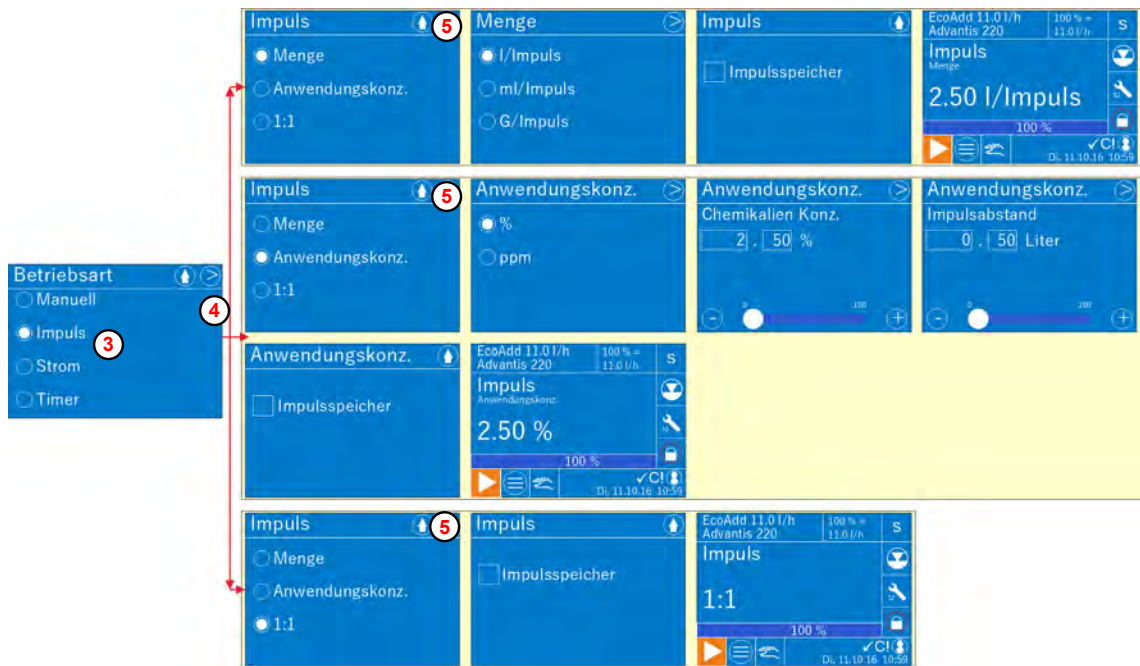 Impuls
5
Menge
Anwendungskonz.
1:1
Menge
l/Impuls
ml/Impuls
G/Impuls
Impuls
Impulsspeicher
EcoAdd 11.0 l/h
Advantis 220
100 % =
11.0 l/h
S
Impuls
Menge
2.50 l/Impuls
100 %
✓C!
Di, 11.10.16 10:59
Impuls
5
Menge
Anwendungskonz.
1:1
Anwendungskonz.
%
ppm
Anwendungskonz.
Chemikalien Konz.
2 . 50 %
0 100
- +
Anwendungskonz.
Impulsabstand
0 . 50 Liter
0 100
- +
Betriebsart
Manuell
Impuls
Strom
Timer
3
4
Anwendungskonz.
Impulsspeicher
EcoAdd 11.0 l/h
Advantis 220
100 % =
11.0 l/h
S
Impuls
Anwendungskonz.
2.50 %
100 %
✓C!
Di, 11.10.16 10:59
Impuls
5
Menge
Anwendungskonz.
1:1
Impuls
Impulsspeicher
EcoAdd 11.0 l/h
Advantis 220
100 % =
11.0 l/h
S
Impuls
1:1
100 %
✓C!
Di, 11.10.16 10:59